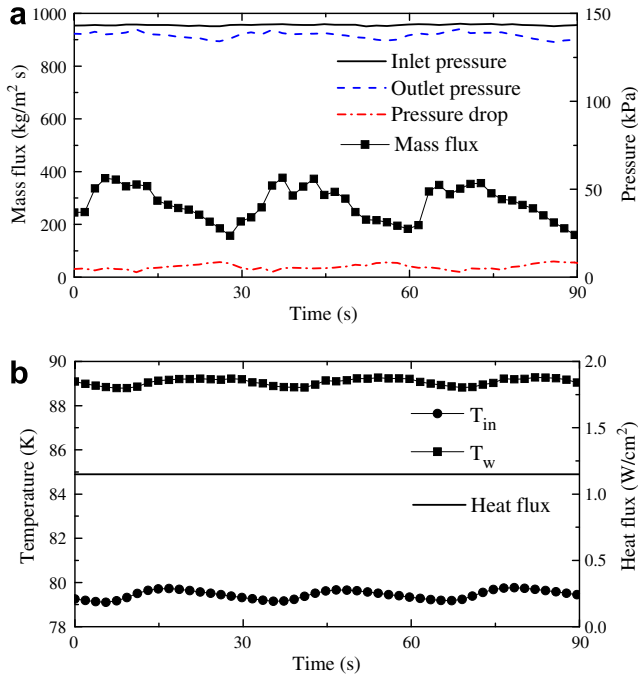 a
1000
800
600
400
200
0
Mass flux (kg/m² s)
150
100
50
0
Pressure (kPa)
Inlet pressure
Outlet pressure
Pressure drop
Mass flux
0
30
60
90
Time (s)
b
90
88
86
84
82
80
78
Temperature (K)
2.0
1.5
1.0
0.5
0.0
Heat flux (W/cm²)
T_in
T_w
Heat flux
0
30
60
90
Time (s)